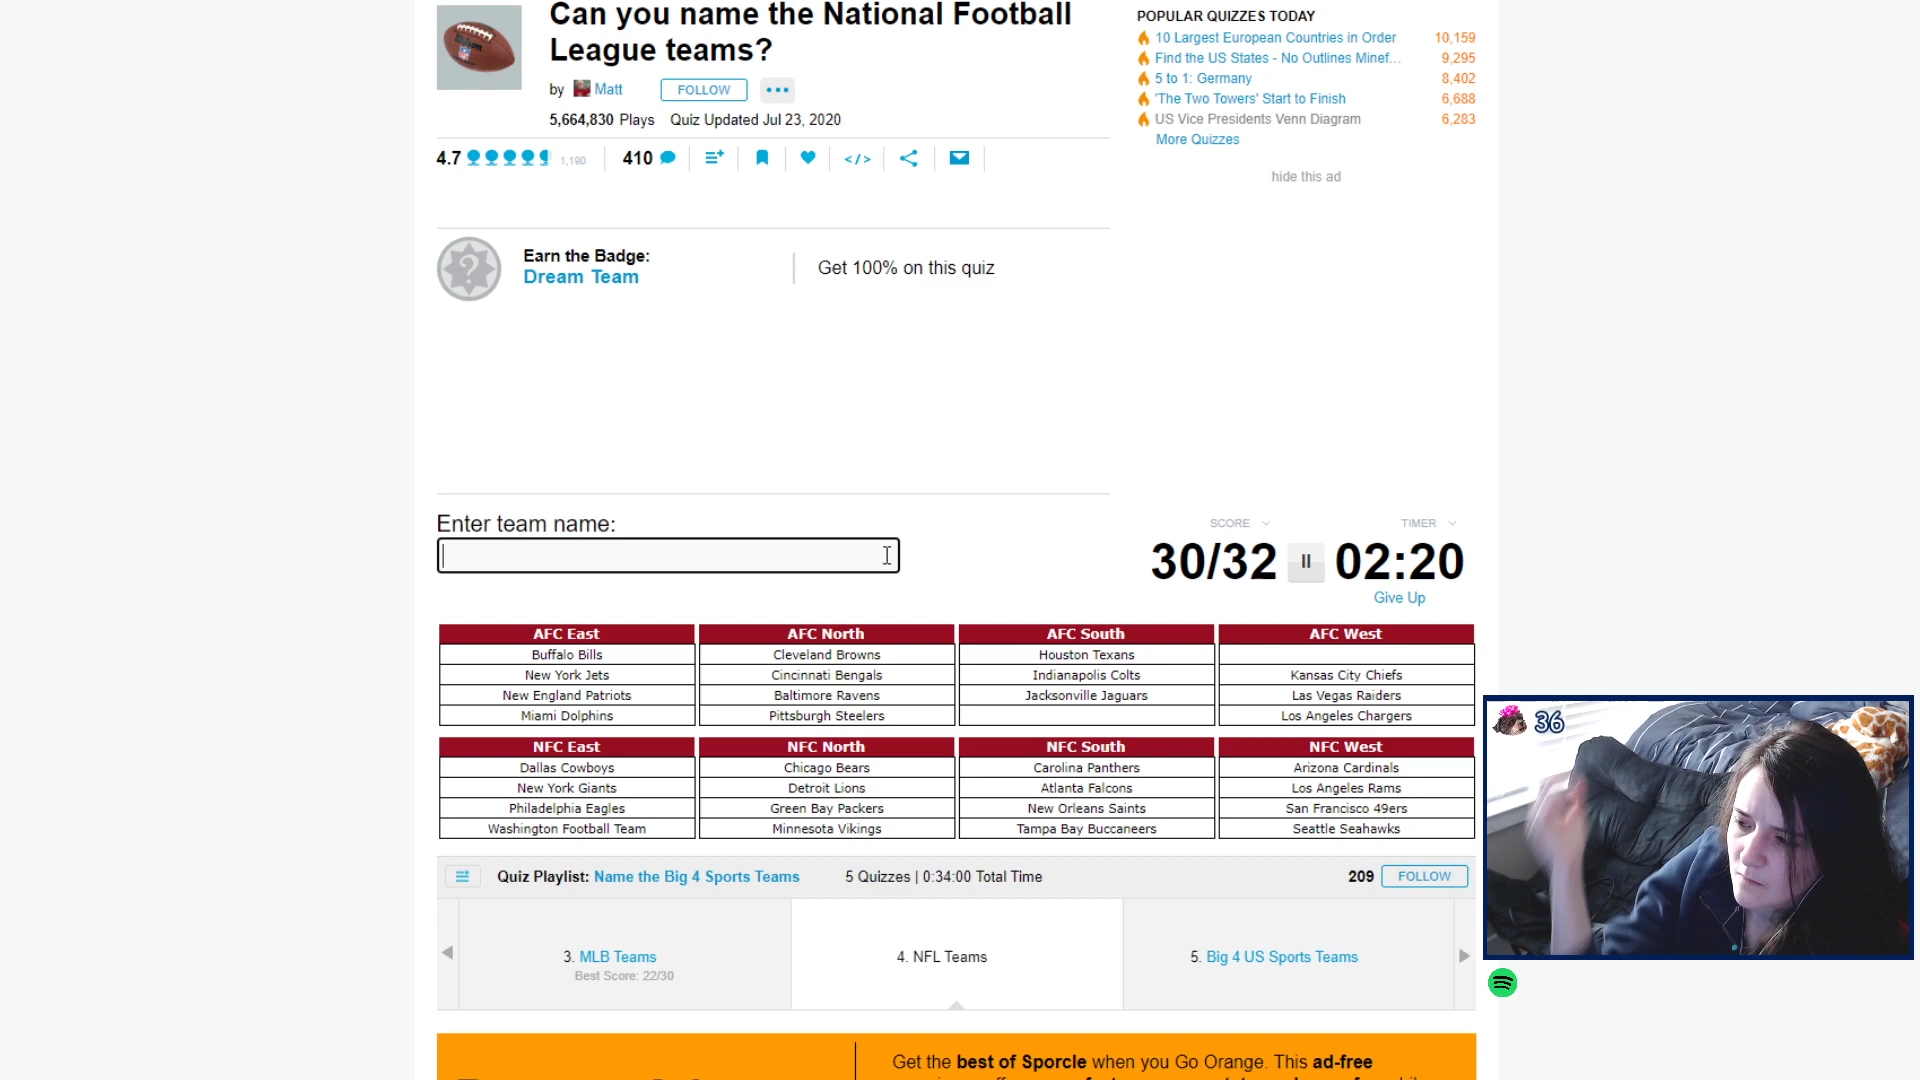 Can you name the National Football
League teams?
by Matt FOLLOW
5,664,830 Plays Quiz Updated Jul 23, 2020
4.7 1,190 410 </>
POPULAR QUIZZES TODAY
10 Largest European Countries in Order 10,159
Find the US States - No Outlines Minef... 9,295
5 to 1: Germany 8,402
'The Two Towers' Start to Finish 6,688
US Vice Presidents Venn Diagram 6,283
More Quizzes
hide this ad
Earn the Badge:
Dream Team
Get 100% on this quiz
Enter team name:
SCORE TIMER
30/32 02:20
Give Up
AFC East AFC North AFC South AFC West
Buffalo Bills Cleveland Browns Houston Texans
New York Jets Cincinnati Bengals Indianapolis Colts Kansas City Chiefs
New England Patriots Baltimore Ravens Jacksonville Jaguars Las Vegas Raiders
Miami Dolphins Pittsburgh Steelers Los Angeles Chargers
NFC East NFC North NFC South NFC West
Dallas Cowboys Chicago Bears Carolina Panthers Arizona Cardinals
New York Giants Detroit Lions Atlanta Falcons Los Angeles Rams
Philadelphia Eagles Green Bay Packers New Orleans Saints San Francisco 49ers
Washington Football Team Minnesota Vikings Tampa Bay Buccaneers Seattle Seahawks
36
Quiz Playlist: Name the Big 4 Sports Teams 5 Quizzes | 0:34:00 Total Time 209 FOLLOW
3. MLB Teams 4. NFL Teams 5. Big 4 US Sports Teams
Best Score: 22/30
Get the best of Sporcle when you Go Orange. This ad-free